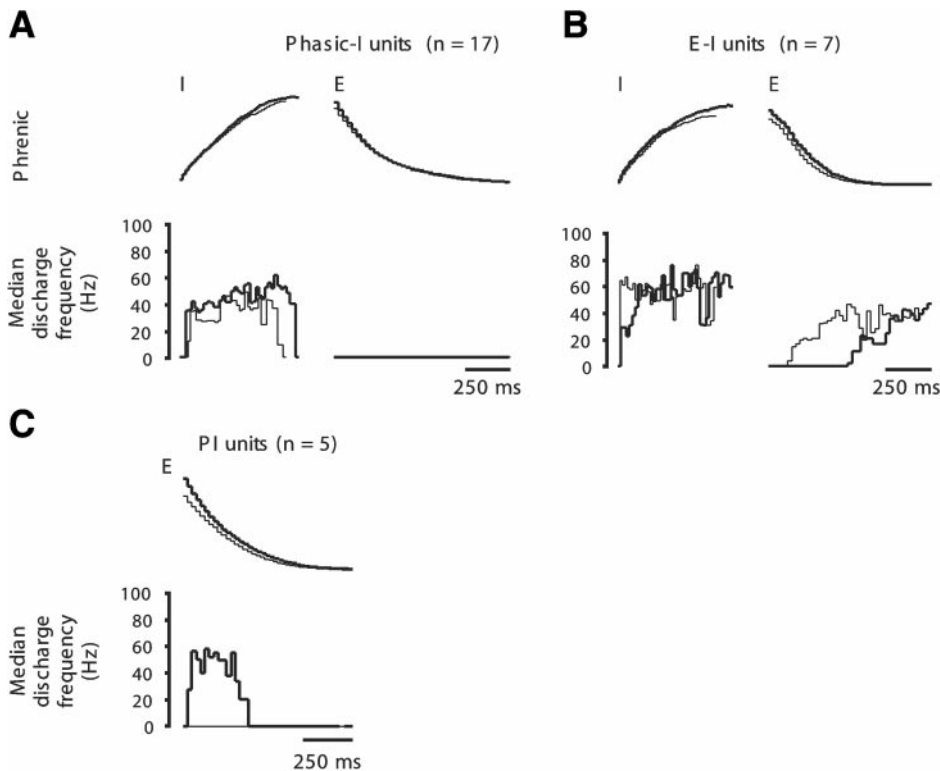 A
Phasic-I units (n = 17)
I
E
Phrenic
Median discharge frequency (Hz)
100
80
60
40
20
0
250 ms
B
E-I units (n = 7)
I
E
100
80
60
40
20
0
250 ms
C
PI units (n = 5)
E
Median discharge frequency (Hz)
100
80
60
40
20
0
250 ms